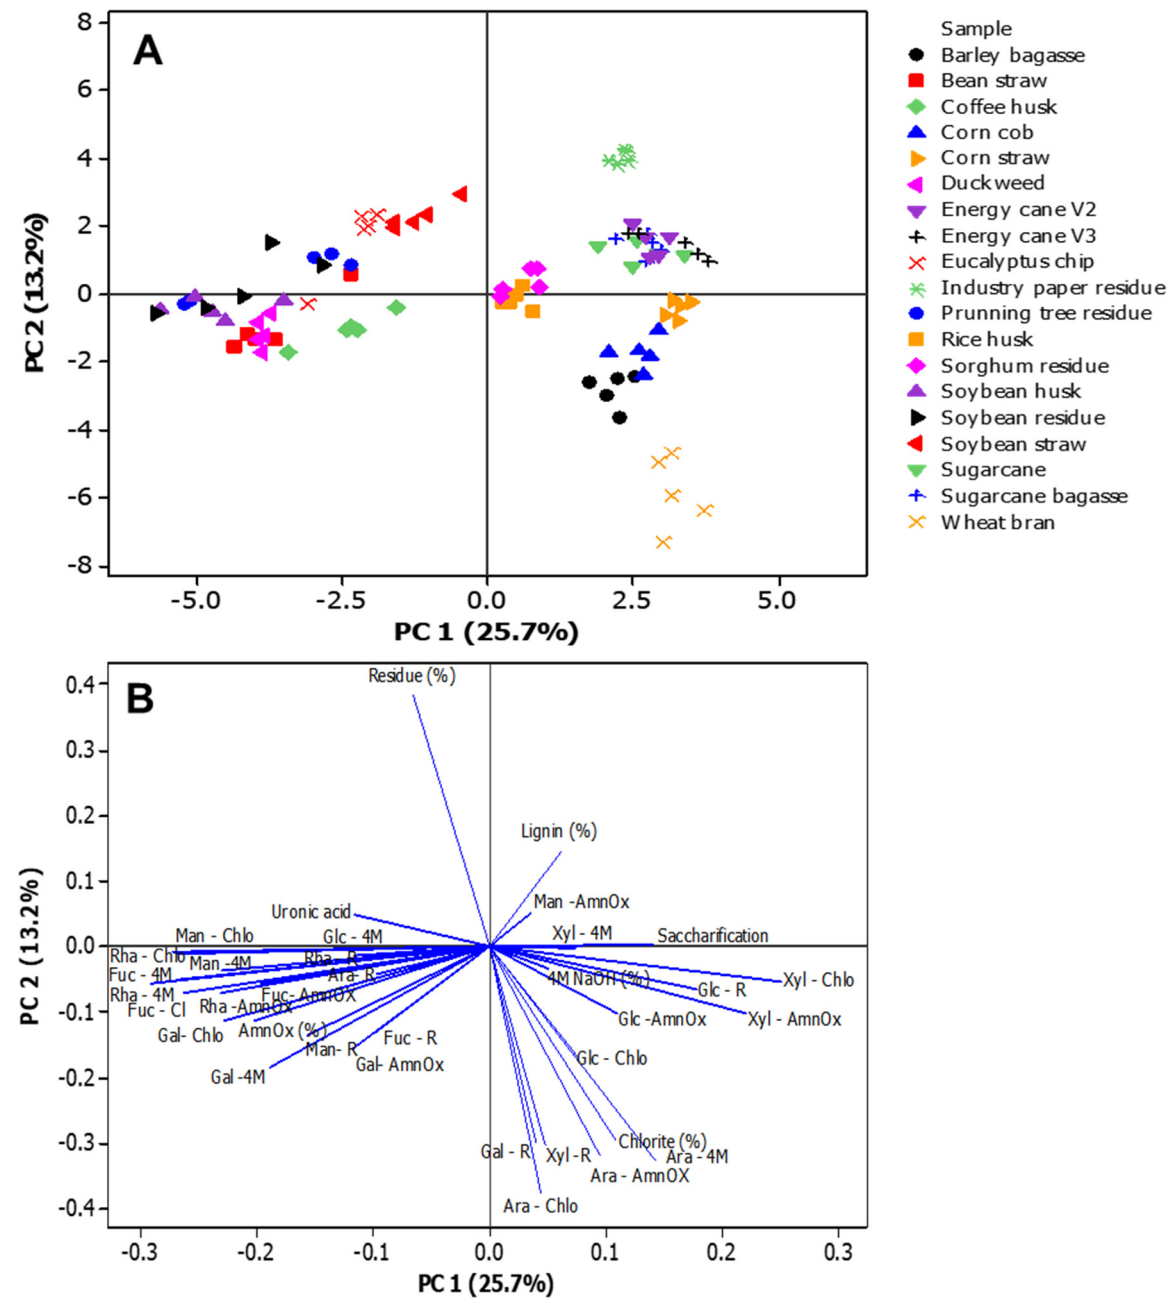 A
8
6
4
2
0
-2
-4
-6
-8
PC 2 (13.2%)
-5.0
-2.5
0.0
2.5
5.0
PC 1 (25.7%)
Sample
Barley bagasse
Bean straw
Coffee husk
Corn cob
Corn straw
Duckweed
Energy cane V2
Energy cane V3
Eucalyptus chip
Industry paper residue
Prunning tree residue
Rice husk
Sorghum residue
Soybean husk
Soybean residue
Soybean straw
Sugarcane
Sugarcane bagasse
Wheat bran
B
0.4
0.3
0.2
0.1
0.0
-0.1
-0.2
-0.3
-0.4
PC 2 (13.2%)
Residue (%)
Lignin (%)
Man -AmnOx
Uronic acid
Xyl - 4M
Saccharification
Man - Chlo
Glc - 4M
Rha - Chlo
Man -4M
Rha - R
Fuc - 4M
Ara- R
4M NaOH (%)
Xyl - Chlo
Glc - R
Rha - 4M
Fuc- AmnOX
Rha -AmnOx
Fuc - Cl
Glc -AmnOx
Xyl - AmnOx
Gal- Chlo
AmnOx (%)
Fuc - R
Man- R
Gal- AmnOx
Gal -4M
Glc - Chlo
Chlorite (%)
Gal - R
Xyl -R
Ara - 4M
Ara - AmnOX
Ara - Chlo
-0.3
-0.2
-0.1
0.0
0.1
0.2
0.3
PC 1 (25.7%)